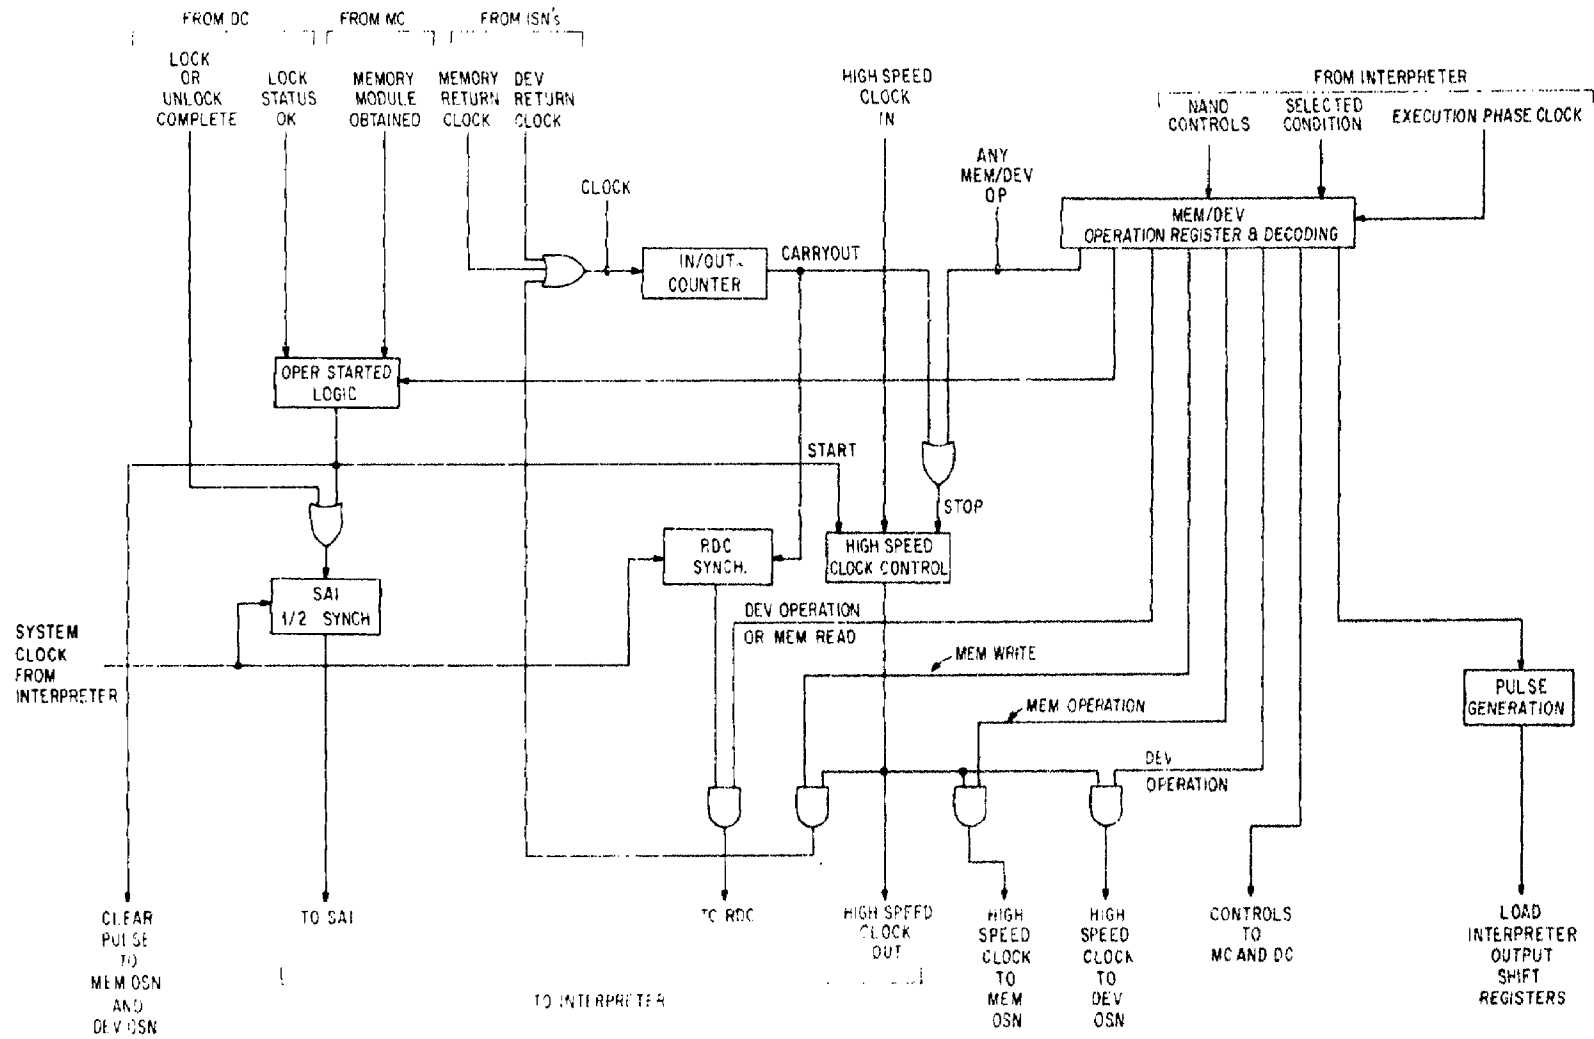 FROM DC
FROM MC
FROM ISN's
LOCK
OR
UNLOCK
COMPLETE
LOCK
STATUS
OK
MEMORY
MODULE
OBTAINED
MEMORY
RETURN
CLOCK
DEV
RETURN
CLOCK
HIGH SPEED
CLOCK
IN
FROM INTERPRETER
NANO
CONTROLS
SELECTED
CONDITION
EXECUTION PHASE CLOCK
ANY
MEM/DEV
OP
CLOCK
MEM/DEV
OPERATION REGISTER & DECODING
IN/OUT
COUNTER
CARRYOUT
OPER STARTED
LOGIC
START
STOP
RDC
SYNCH.
HIGH SPEED
CLOCK CONTROL
SAI
1/2 SYNCH
DEV OPERATION
OR MEM READ
SYSTEM
CLOCK
FROM
INTERPRETER
MEM WRITE
MEM OPERATION
PULSE
GENERATION
DEV
OPERATION
CLEAR
PULSE
TO
MEM OSN
AND
DEV OSN
TO SAI
TO RDC
HIGH SPEED
CLOCK
OUT
HIGH
SPEED
CLOCK
TO
MEM
OSN
HIGH
SPEED
CLOCK
TO
DEV
OSN
CONTROLS
TO
MC AND DC
LOAD
INTERPRETER
OUTPUT
SHIFT
REGISTERS
TO INTERPRETER